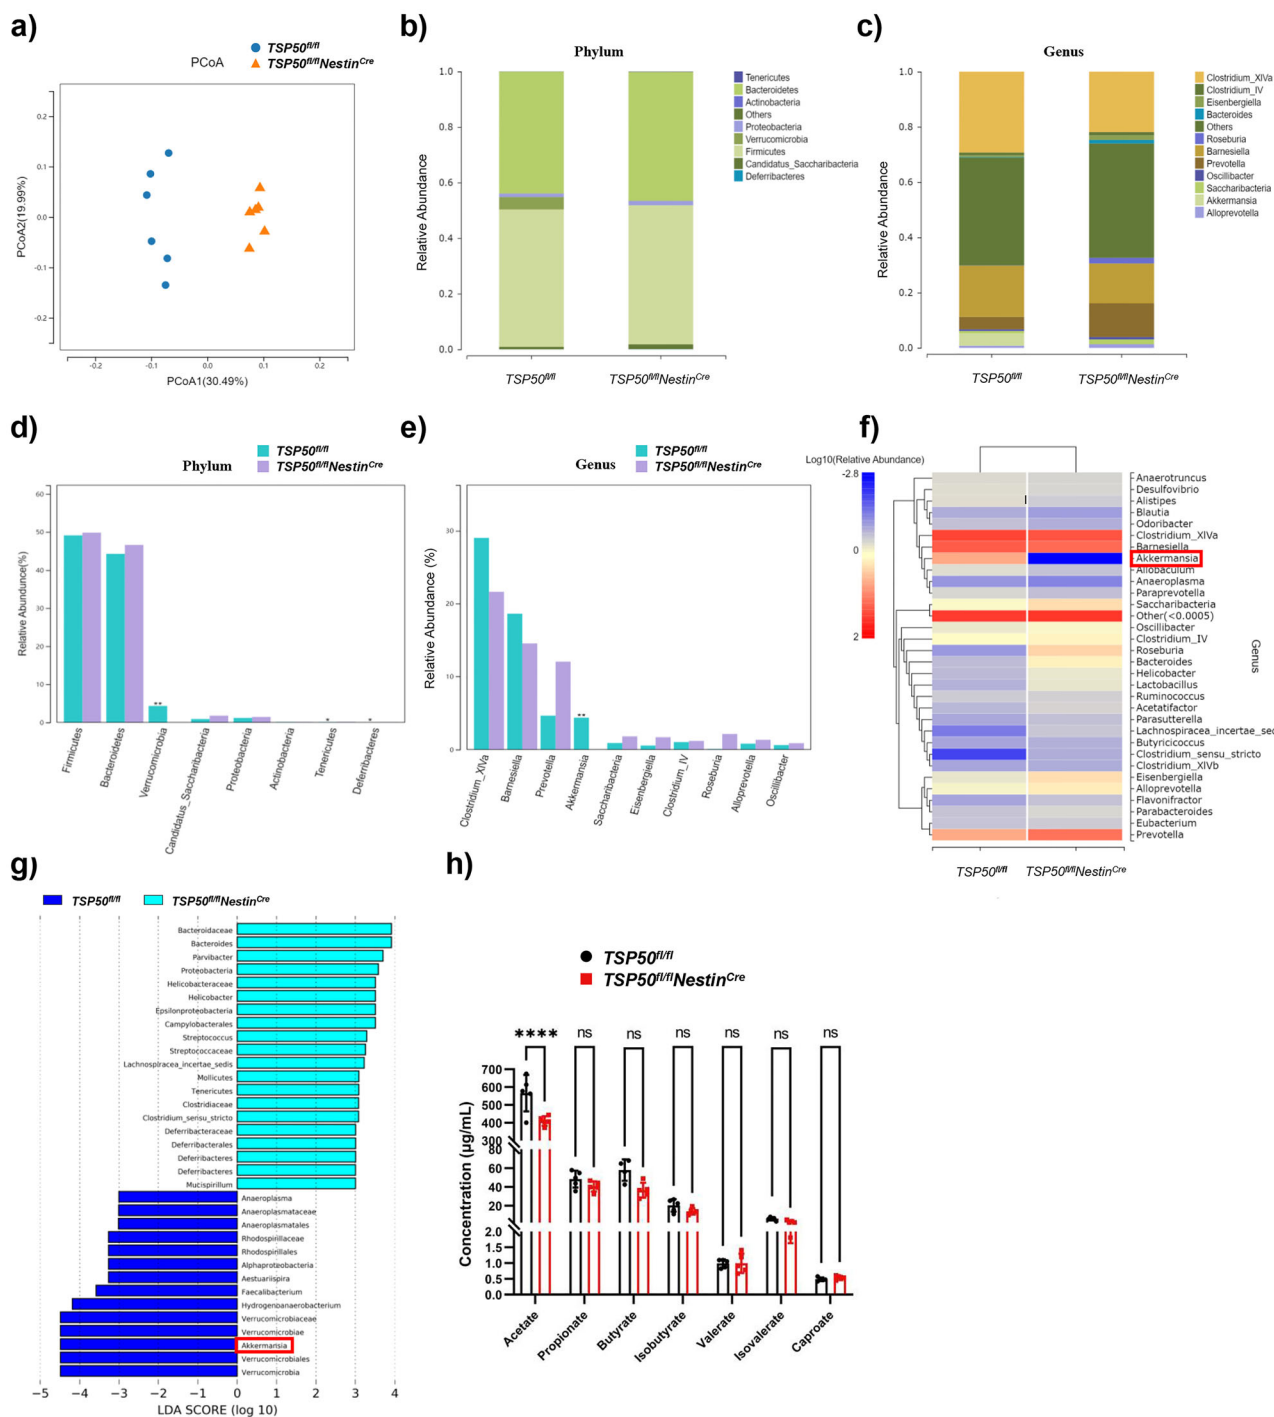 a)
TSP50fl/fl
TSP50fl/flNestinCre
PCoA
PCoA2(19.99%)
0.2
0.1
0.0
-0.1
-0.2
-0.2
-0.1
0.0
0.1
0.2
PCoA1(30.49%)
b)
Phylum
Relative Abundance
1.0
0.8
0.6
0.4
0.2
0.0
TSP50fl/fl
TSP50fl/flNestinCre
Tenericutes
Bacteroidetes
Actinobacteria
Others
Proteobacteria
Verrucomicrobia
Firmicutes
Candidatus_Saccharibacteria
Deferribacteres
c)
Genus
Relative Abundance
1.0
0.8
0.6
0.4
0.2
0.0
TSP50fl/fl
TSP50fl/flNestinCre
Clostridium_XIVa
Clostridium_IV
Eisenbergiella
Bacteroides
Others
Roseburia
Barnesiella
Prevotella
Oscillibacter
Saccharibacteria
Akkermansia
Alloprevotella
d)
Phylum
TSP50fl/fl
TSP50fl/flNestinCre
Relative Abundunce(%)
60
50
40
30
20
10
0
**
*
*
Firmicutes
Bacteroidetes
Verrucomicrobia
Candidatus_Saccharibacteria
Proteobacteria
Actinobacteria
Tenericutes
Deferribacteres
e)
Genus
TSP50fl/fl
TSP50fl/flNestinCre
Relative Abundance (%)
30
20
10
0
**
Clostridium_XIVa
Barnesiella
Prevotella
Akkermansia
Saccharibacteria
Eisenbergiella
Clostridium_IV
Roseburia
Alloprevotella
Oscillibacter
f)
Log10(Relative Abundance)
-2.8
0
2
Anaerotruncus
Desulfovibrio
Alistipes
Blautia
Odoribacter
Clostridium_XIVa
Barnesiella
Akkermansia
Allobaculum
Anaeroplasma
Paraprevotella
Saccharibacteria
Other(<0.0005)
Oscillibacter
Clostridium_IV
Roseburia
Bacteroides
Helicobacter
Lactobacillus
Ruminococcus
Acetatifactor
Parasutterella
Lachnospiracea_incertae_sed
Butyricicoccus
Clostridium_sensu_stricto
Clostridium_XIVb
Eisenbergiella
Alloprevotella
Flavonifractor
Parabacteroides
Eubacterium
Prevotella
Genus
TSP50fl/fl
TSP50fl/flNestinCre
g)
TSP50fl/fl
TSP50fl/flNestinCre
Bacteroidaceae
Bacteroides
Parvibacter
Proteobacteria
Helicobacteraceae
Helicobacter
Epsilonproteobacteria
Campylobacterales
Streptococcus
Streptococcaceae
Lachnospiracea_incertae_sedis
Mollicutes
Tenericutes
Clostridiaceae
Clostridium_sensu_stricto
Deferribacteraceae
Deferribacterales
Deferribacteres
Deferribacteres
Mucispirillum
Anaeroplasma
Anaeroplasmataceae
Anaeroplasmatales
Rhodospirillaceae
Rhodospirillales
Alphaproteobacteria
Aestuariispira
Faecalibacterium
Hydrogenoanaerobacterium
Verrucomicrobiaceae
Verrucomicrobiae
Akkermansia
Verrucomicrobiales
Verrucomicrobia
−5
−4
−3
−2
−1
0
1
2
3
4
LDA SCORE (log 10)
h)
TSP50fl/fl
TSP50fl/flNestinCre
Concentration (μg/mL)
****
ns
ns
ns
ns
ns
ns
700
600
500
400
300
80
60
40
20
2.0
1.5
1.0
0.5
0.0
Acetate
Propionate
Butyrate
Isobutyrate
Valerate
Isovalerate
Caproate